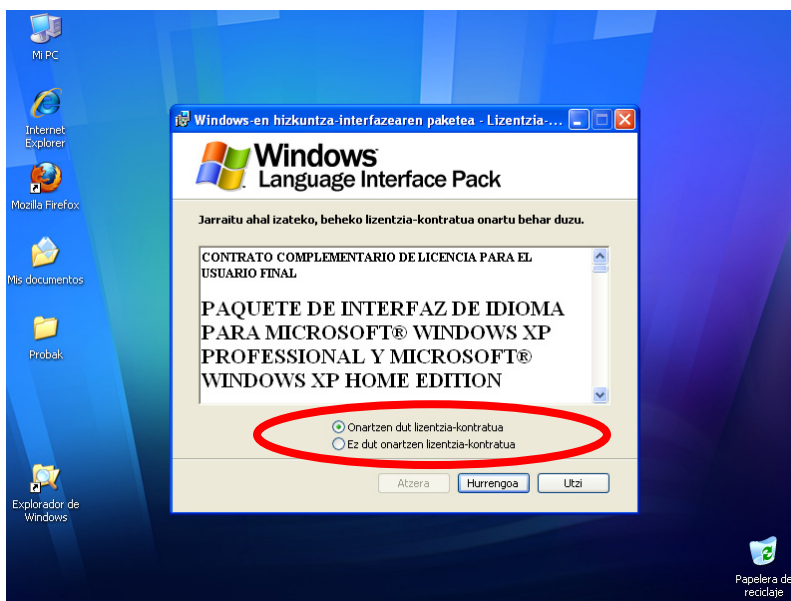 Mi PC
Internet
Explorer
Mozilla Firefox
Mis documentos
Probak
Explorador de
Windows
Windows-en hizkuntza-interfazearen paketea - Lizentzia-...
Windows
Language Interface Pack
Jarraitu ahal izateko, beheko lizentzia-kontratua onartu behar duzu.
CONTRATO COMPLEMENTARIO DE LICENCIA PARA EL
USUARIO FINAL
PAQUETE DE INTERFAZ DE IDIOMA
PARA MICROSOFT® WINDOWS XP
PROFESSIONAL Y MICROSOFT®
WINDOWS XP HOME EDITION
Onartzen dut lizentzia-kontratua
Ez dut onartzen lizentzia-kontratua
Atzera
Hurrengoa
Utzi
Papelera de
reciclaje